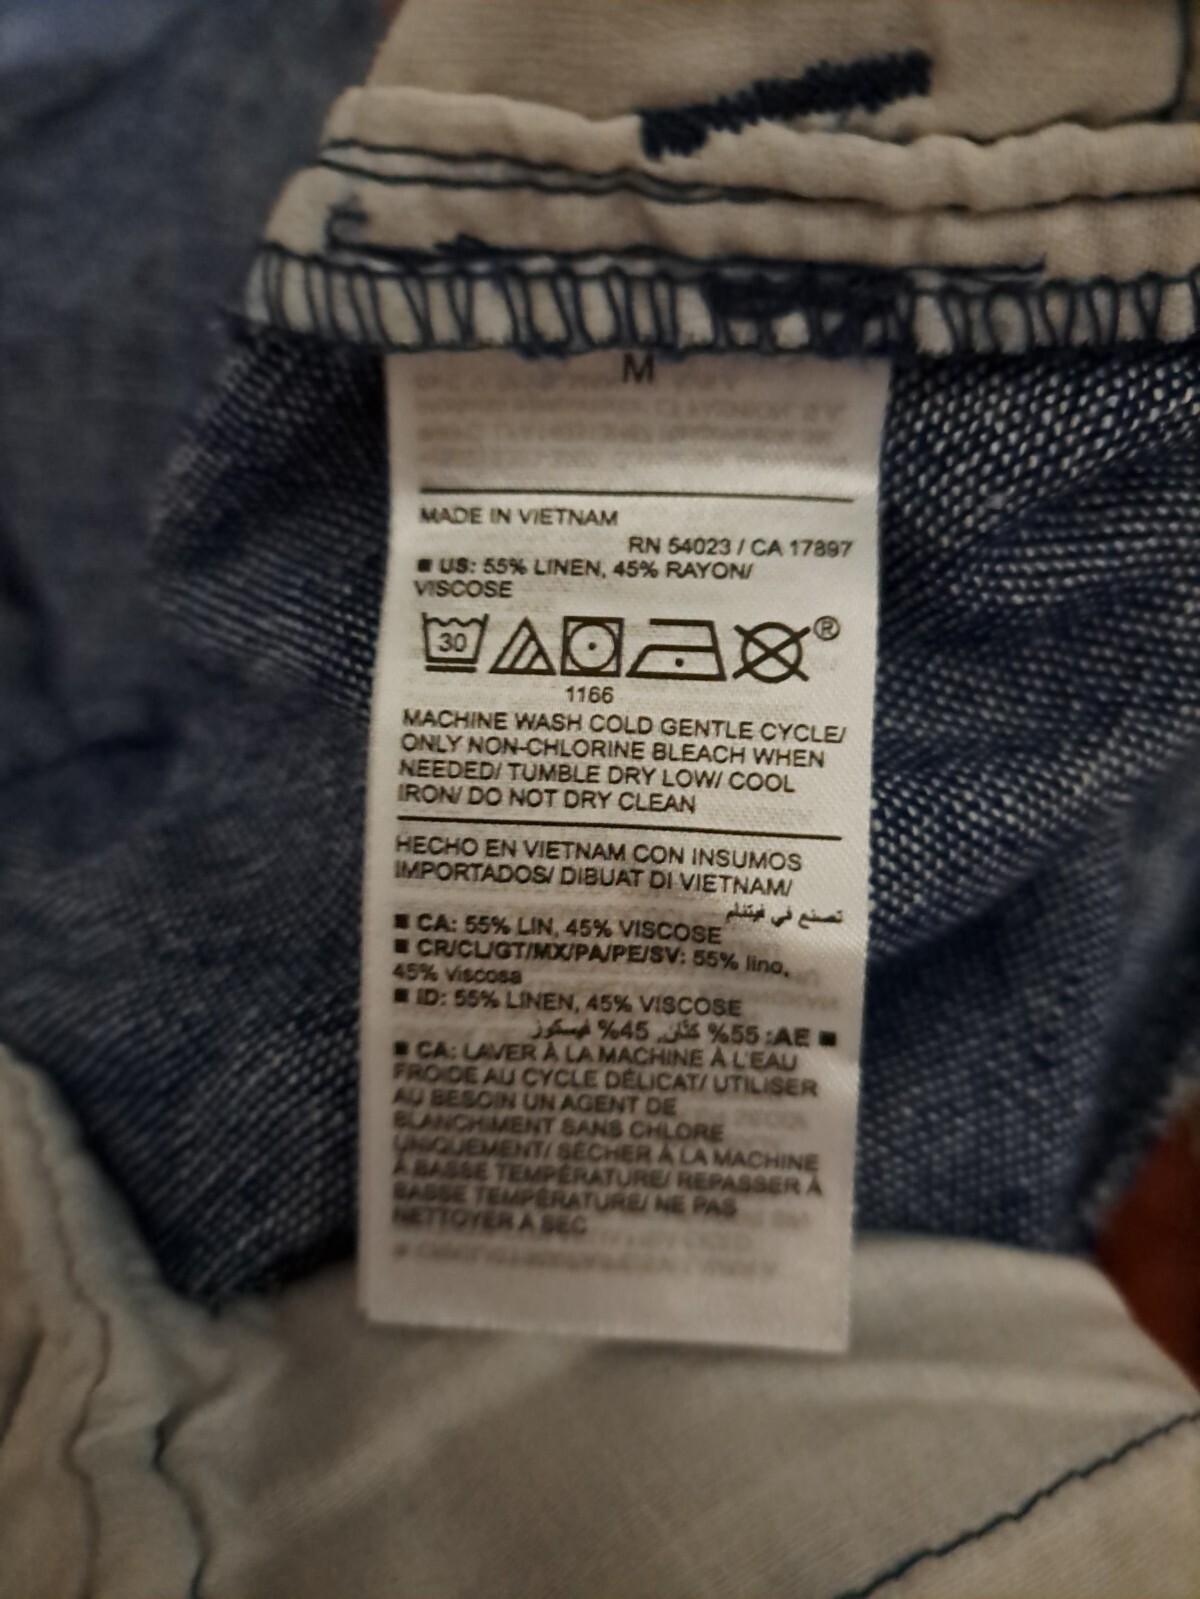 M
MADE IN VIETNAM
RN 54023 / CA 17897
■ US: 55% LINEN, 45% RAYON/
VISCOSE
30
®
1166
MACHINE WASH COLD GENTLE CYCLE/
ONLY NON-CHLORINE BLEACH WHEN
NEEDED/ TUMBLE DRY LOW/ COOL
IRON/ DO NOT DRY CLEAN
HECHO EN VIETNAM CON INSUMOS
IMPORTADOS/ DIBUAT DI VIETNAM/
تصنع في فيتنام
■ CA: 55% LIN, 45% VISCOSE
■ CR/CL/GT/MX/PA/PE/SV: 55% lino,
45% viscosa
■ ID: 55% LINEN, 45% VISCOSE
■ AE: 55% كتّان, 45% فيسكوز
■ CA: LAVER À LA MACHINE À L'EAU
FROIDE AU CYCLE DÉLICAT/ UTILISER
AU BESOIN UN AGENT DE
BLANCHIMENT SANS CHLORE
UNIQUEMENT/ SÉCHER À LA MACHINE
À BASSE TEMPÉRATURE/ REPASSER À
BASSE TEMPÉRATURE/ NE PAS
NETTOYER À SEC